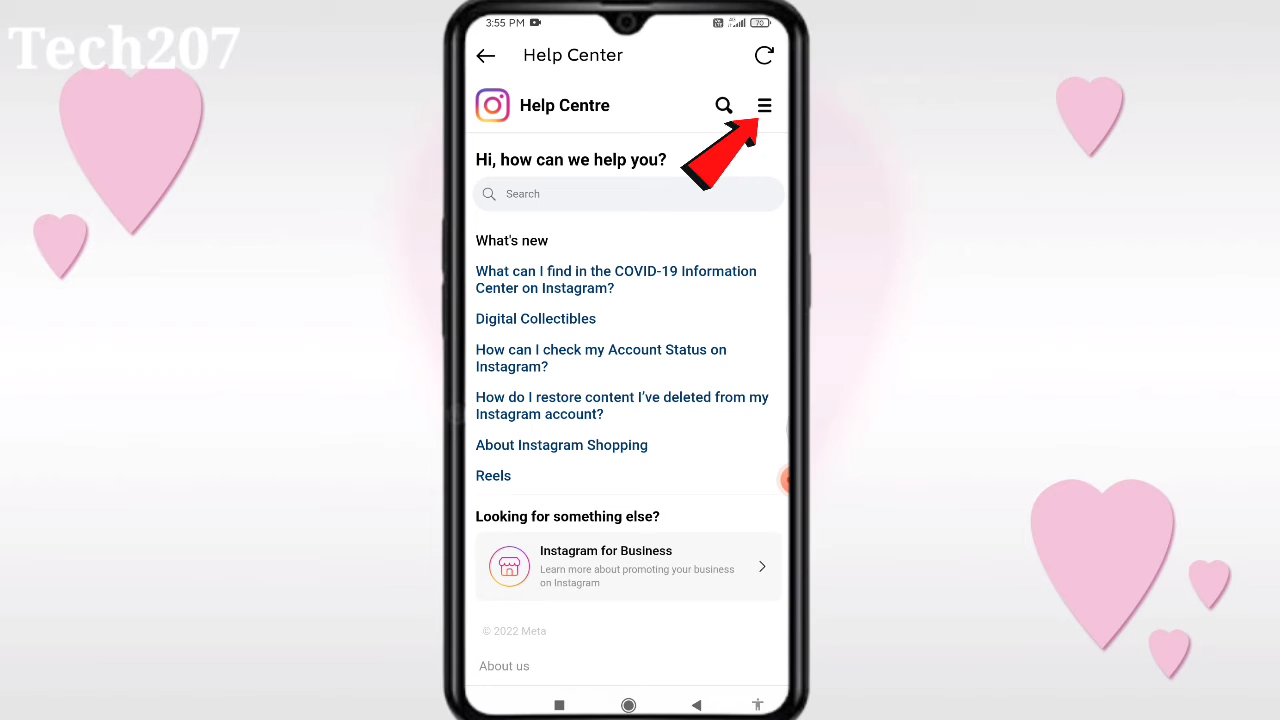 Tech207
3:55 PM
70
Help Center
Help Centre
Hi, how can we help you?
Search
What's new
What can I find in the COVID-19 Information
Center on Instagram?
Digital Collectibles
How can I check my Account Status on
Instagram?
How do I restore content I've deleted from my
Instagram account?
About Instagram Shopping
Reels
Looking for something else?
Instagram for Business
Learn more about promoting your business
on Instagram
© 2022 Meta
About us